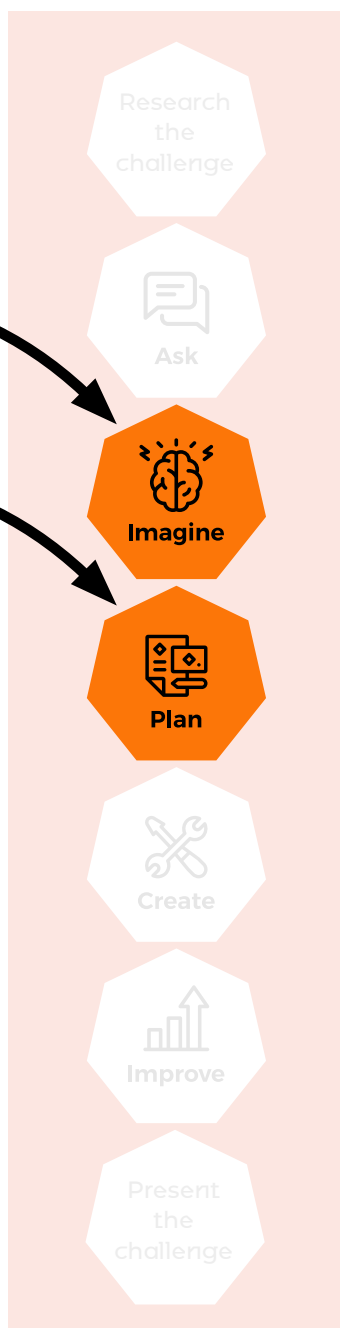 Research
the
challenge
Ask
Imagine
Plan
Create
Improve
Present
the
challenge